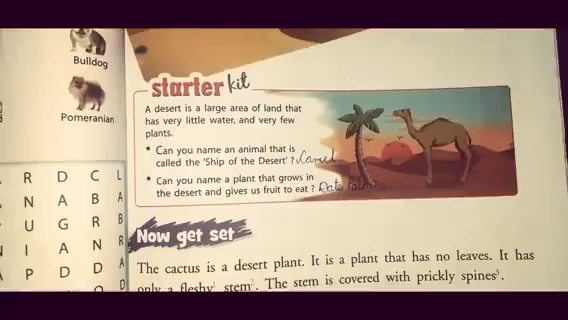 Bulldog
Pomeranian
R D C L
N A B A
U G R B
I A N R
P D D A
O D
starter kit
A desert is a large area of land that
has very little water, and very few
plants.
• Can you name an animal that is
called the 'Ship of the Desert'? Camel
• Can you name a plant that grows in
the desert and gives us fruit to eat? Date Palm
Now get set
The cactus is a desert plant. It is a plant that has no leaves. It has
only a fleshy¹ stem². The stem is covered with prickly spines³.